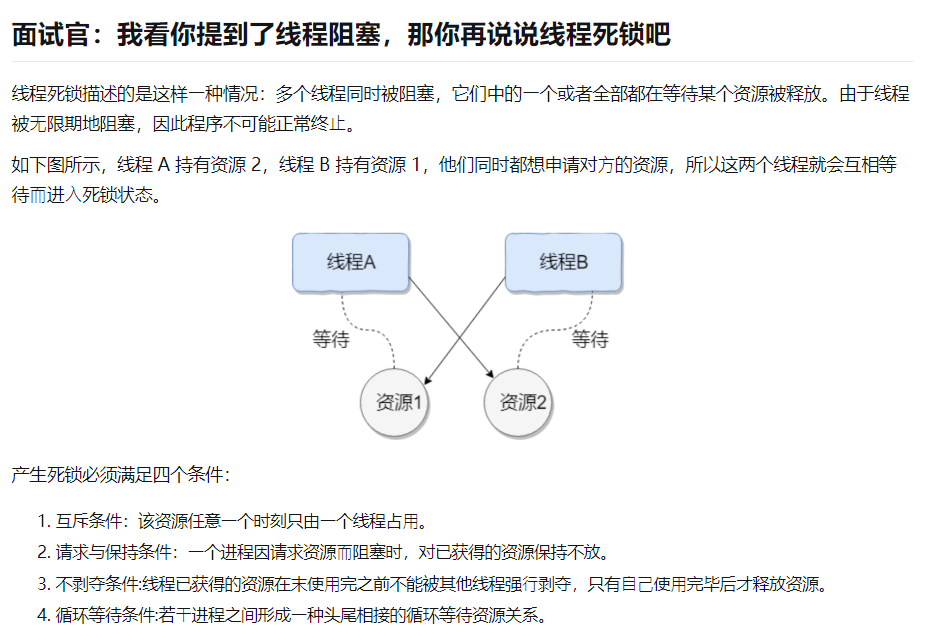 面试官：我看你提到了线程阻塞，那你再说说线程死锁吧
线程死锁描述的是这样一种情况：多个线程同时被阻塞，它们中的一个或者全部都在等待某个资源被释放。由于线程
被无限期地阻塞，因此程序不可能正常终止。
如下图所示，线程 A 持有资源 2，线程 B 持有资源 1，他们同时都想申请对方的资源，所以这两个线程就会互相等
待而进入死锁状态。
线程A
线程B
等待
等待
资源1
资源2
产生死锁必须满足四个条件：
1. 互斥条件：该资源任意一个时刻只由一个线程占用。
2. 请求与保持条件：一个进程因请求资源而阻塞时，对已获得的资源保持不放。
3. 不剥夺条件:线程已获得的资源在末使用完之前不能被其他线程强行剥夺，只有自己使用完毕后才释放资源。
4. 循环等待条件:若干进程之间形成一种头尾相接的循环等待资源关系。